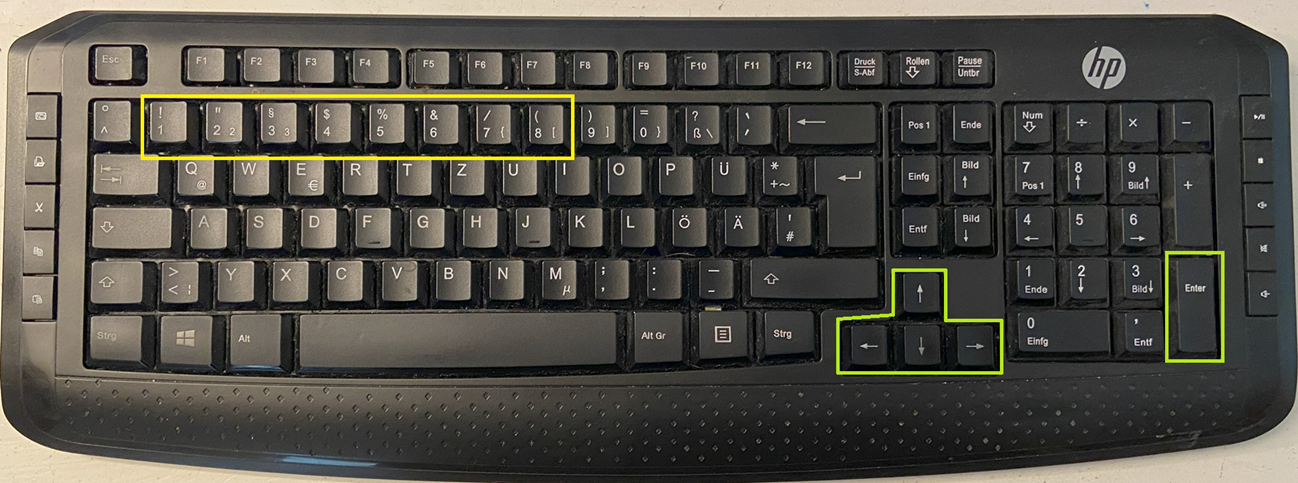 Esc F1 F2 F3 F4 F5 F6 F7 F8 F9 F10 F11 F12 Druck S-Abf Rollen Pause Untbr hp
° ^ ! 1 " 2 ² § 3 ³ $ 4 % 5 & 6 / 7 { ( 8 [ ) 9 ] = 0 } ? ß \ ` ´ Pos 1 Ende Num ÷ × −
Q @ W E € R T Z U I O P Ü * + ~ Einfg Bild 7 Pos 1 8 9 Bild +
A S D F G H J K L Ö Ä ' # Entf Bild 4 5 6
> < | Y X C V B N M µ ; , : . _ - 1 Ende 2 3 Bild Enter
Strg Alt Alt Gr Strg 0 Einfg , Entf